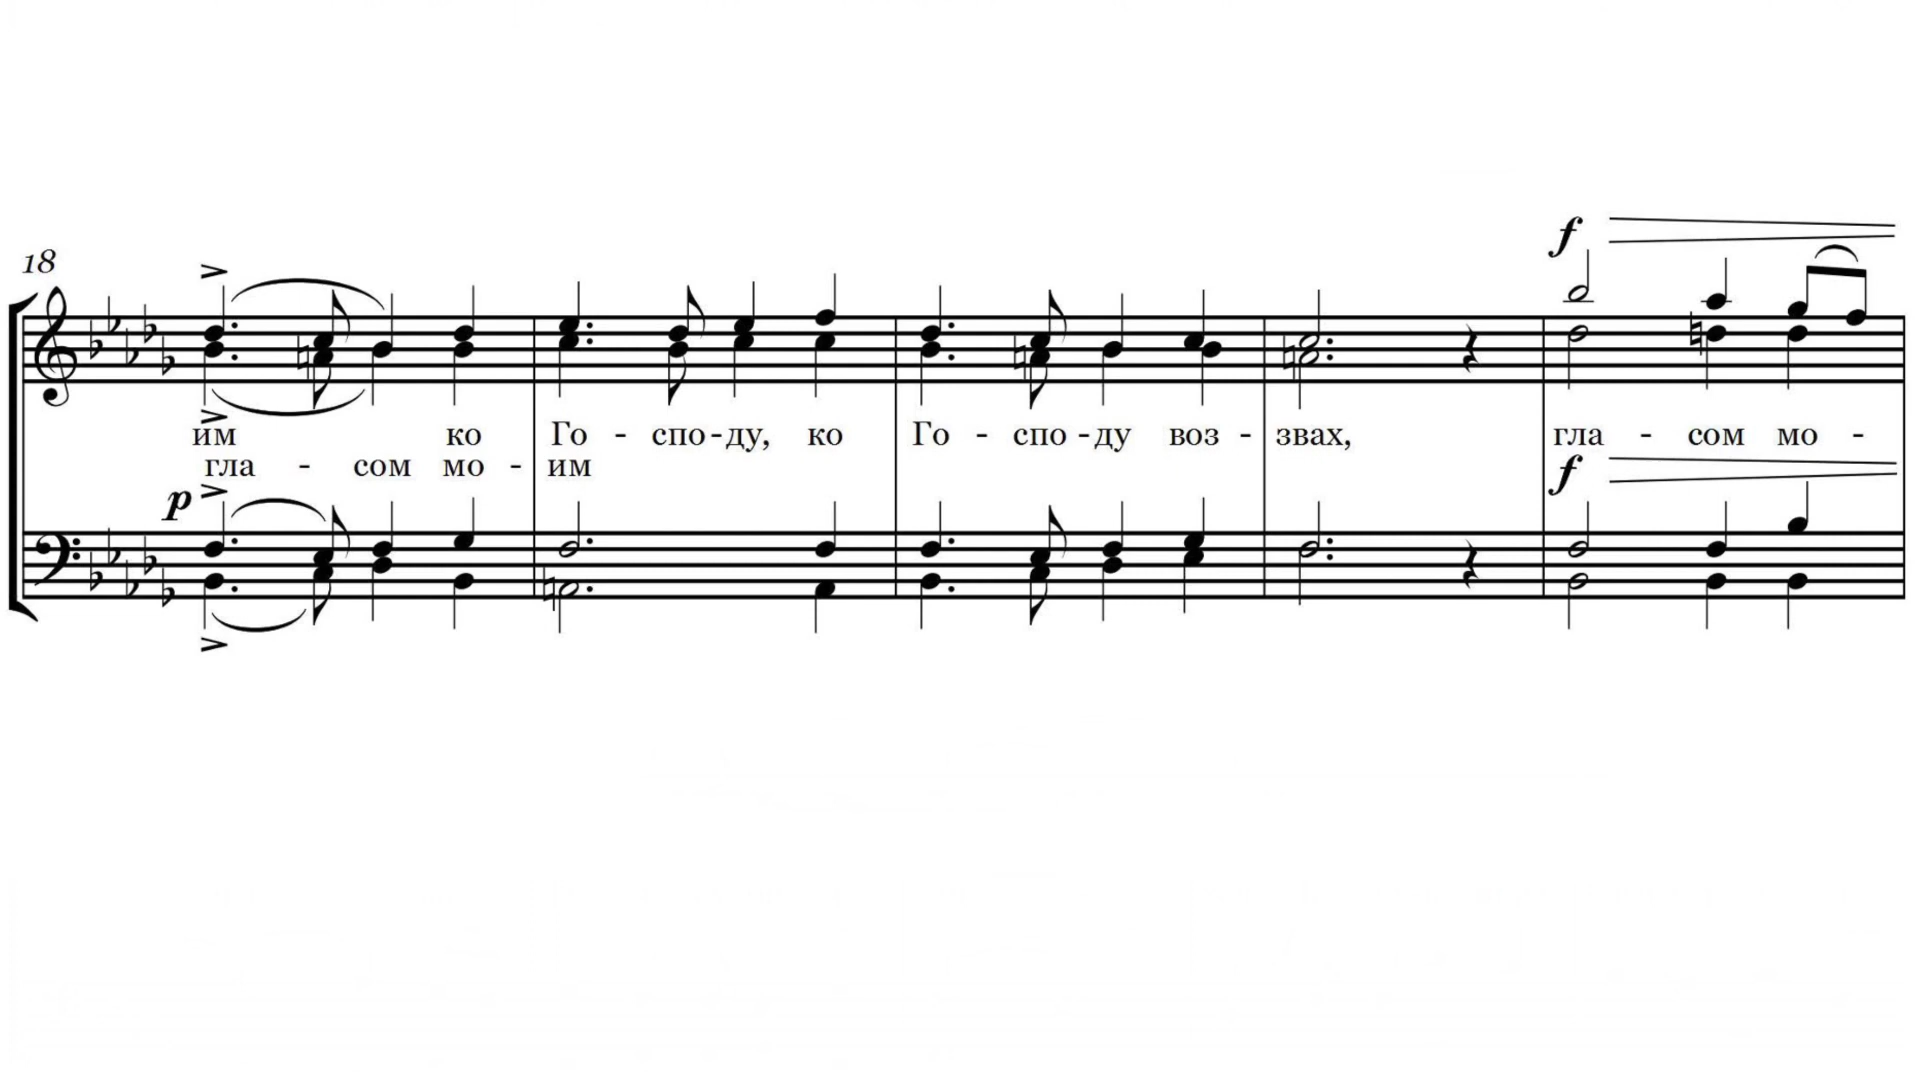 f
18
им ко Го - спо - ду, ко Го - спо - ду воз - звах, гла - сом мо -
гла - сом мо - им
f
p